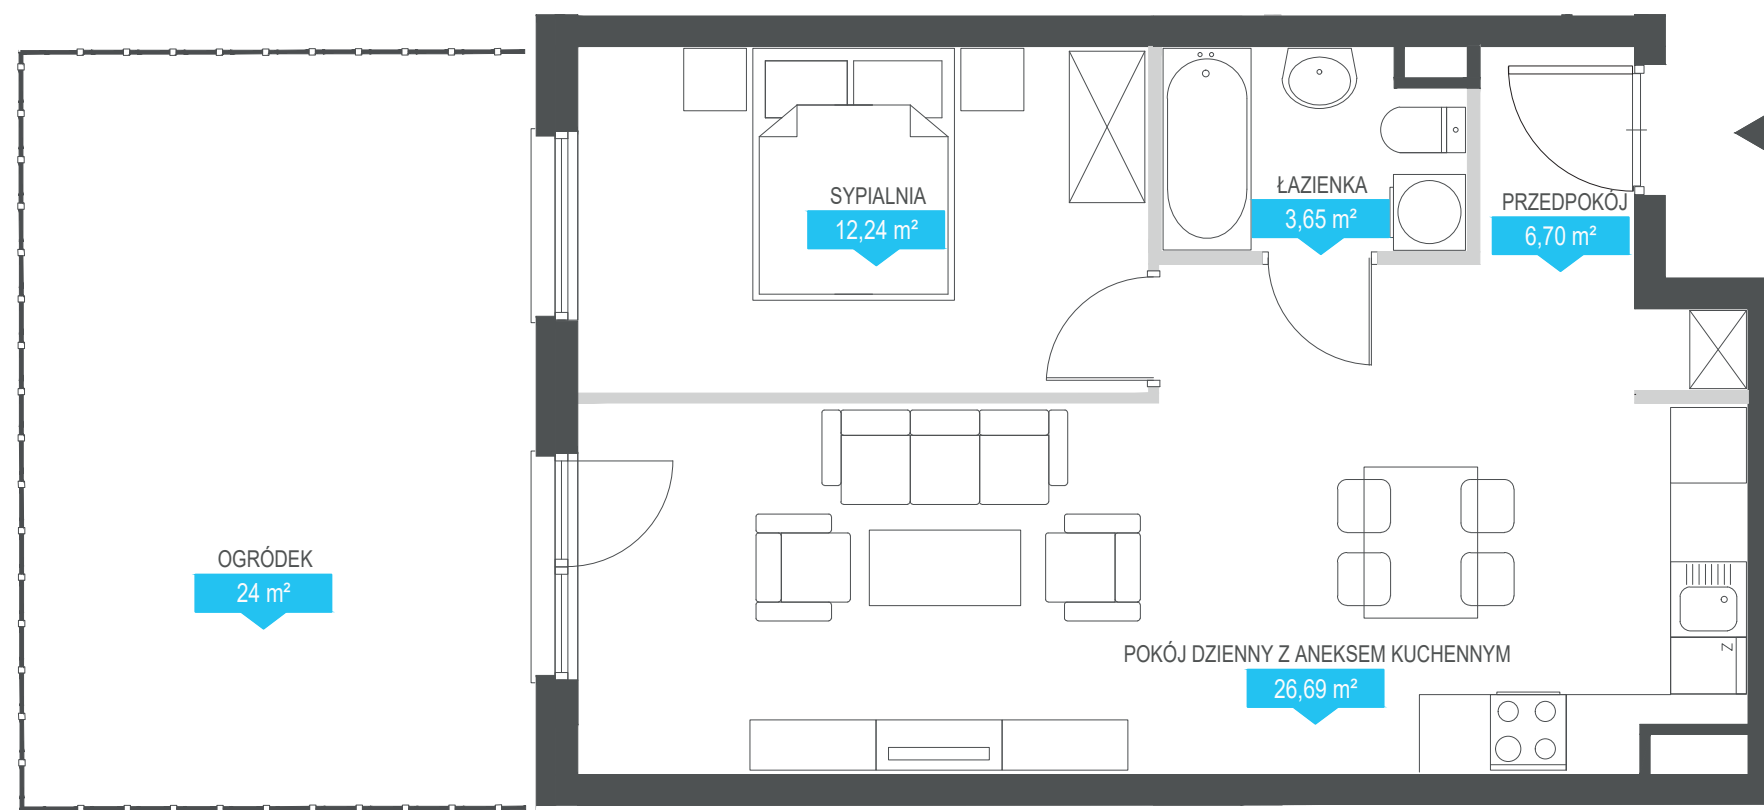 SYPIALNIA
12,24 m²
ŁAZIENKA
3,65 m²
PRZEDPOKÓJ
6,70 m²
OGRÓDEK
24 m²
POKÓJ DZIENNY Z ANEKSEM KUCHENNYM
26,69 m²
Z